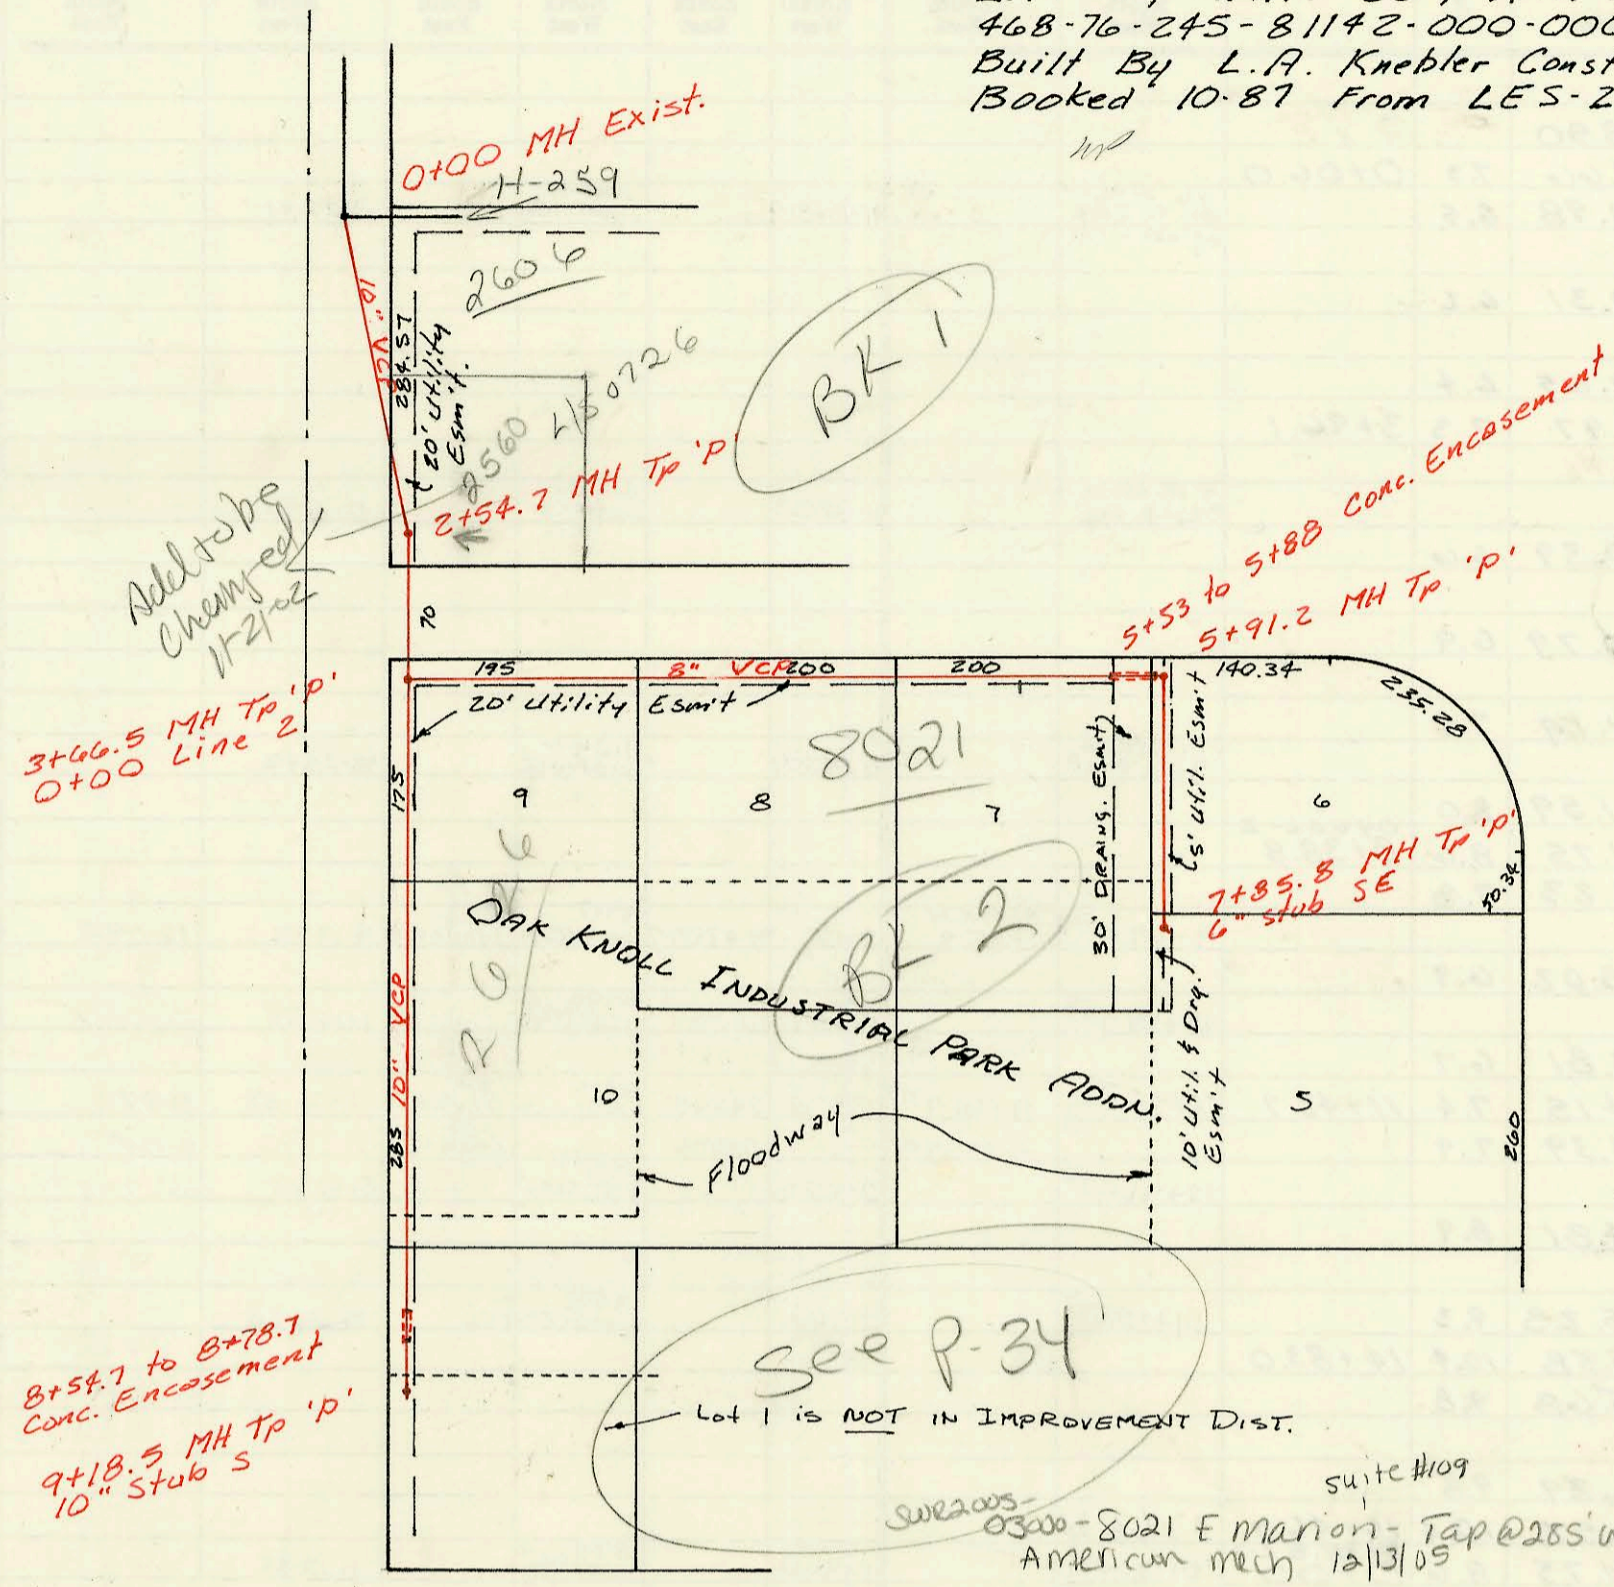 468-76-245-81142-000-000
Built By L.A. Knebler Const
Booked 10-87 From LES-2
0+00 MH Exist.
H-259
2606
10" VCP
284.57
20' Utility
Esm't.
2560
L/S 0726
BK 1
2+54.7 MH Tp 'P'
Add to be
Changed
11-21-02
70
5+53 to 5+88 Conc. Encasement
5+91.2 MH Tp 'P'
195
8" VCP
200
200
140.34
235.28
20' Utility Esm't
3+66.5 MH Tp 'P'
0+00 Line 2
175
8021
9
8
7
6
30' DRAING. Esm't
15' Util. Esm't
7+85.8 MH Tp 'P'
6" Stub SE
50.34
BK 2
OAK KNOLL INDUSTRIAL PARK ADDN.
10" VCP
285
10
5
10' Util. & Drg.
Esm't
260
Floodway
8+54.7 to 8+78.7
Conc. Encasement
9+18.5 MH Tp 'P'
10" Stub S
See P-34
Lot 1 is NOT IN IMPROVEMENT DIST.
suite #109
SWR2005-
03000-8021 E Marion - Tap @285' w
American mech 12/13/05